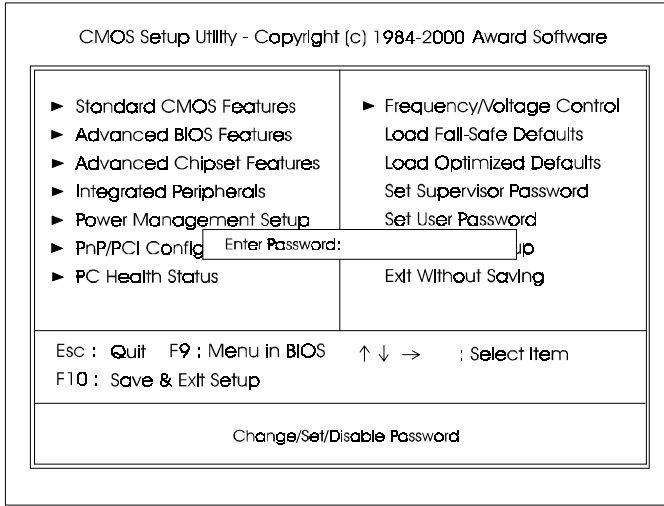 CMOS Setup Utility - Copyright (c) 1984-2000 Award Software
► Standard CMOS Features
► Advanced BIOS Features
► Advanced Chipset Features
► Integrated Peripherals
► Power Management Setup
► PnP/PCI Config
► PC Health Status
► Frequency/Voltage Control
Load Fail-Safe Defaults
Load Optimized Defaults
Set Supervisor Password
Set User Password
up
Exit Without Saving
Enter Password:
Esc : Quit F9 : Menu in BIOS ↑ ↓ → : Select Item
F10 : Save & Exit Setup
Change/Set/Disable Password